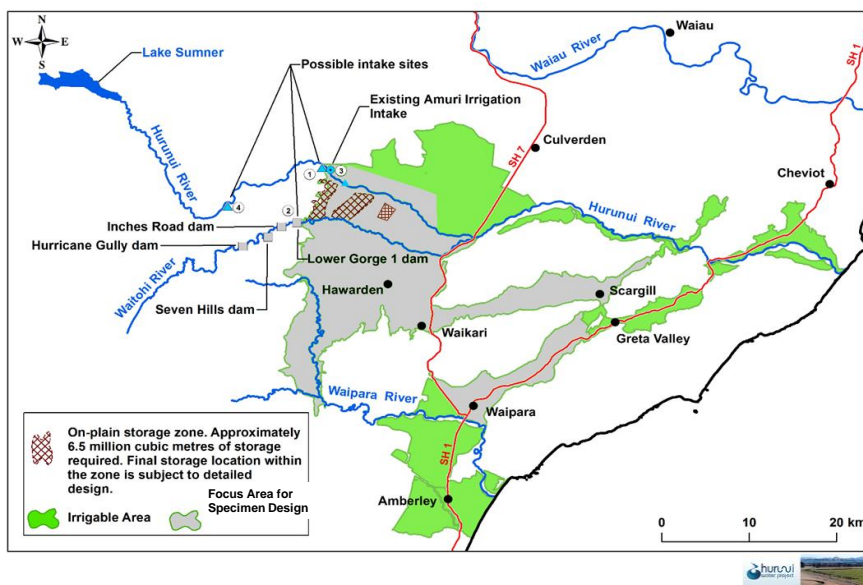 N
W E
S
Lake Sumner
Possible intake sites
Existing Amuri Irrigation
Intake
Waiau
Waiau River
SH 1
SH 7
Culverden
Cheviot
Hurunui River
1
3
4
2
Inches Road dam
Hurricane Gully dam
Waitohi River
Seven Hills dam
Lower Gorge 1 dam
Hawarden
Hurunui River
Scargill
Waikari
Greta Valley
Waipara River
Waipara
SH 1
Amberley
On-plain storage zone. Approximately
6.5 million cubic metres of storage
required. Final storage location within
the zone is subject to detailed
design.
Irrigable Area
Focus Area for
Specimen Design
0 10 20 km
hurunui
water project